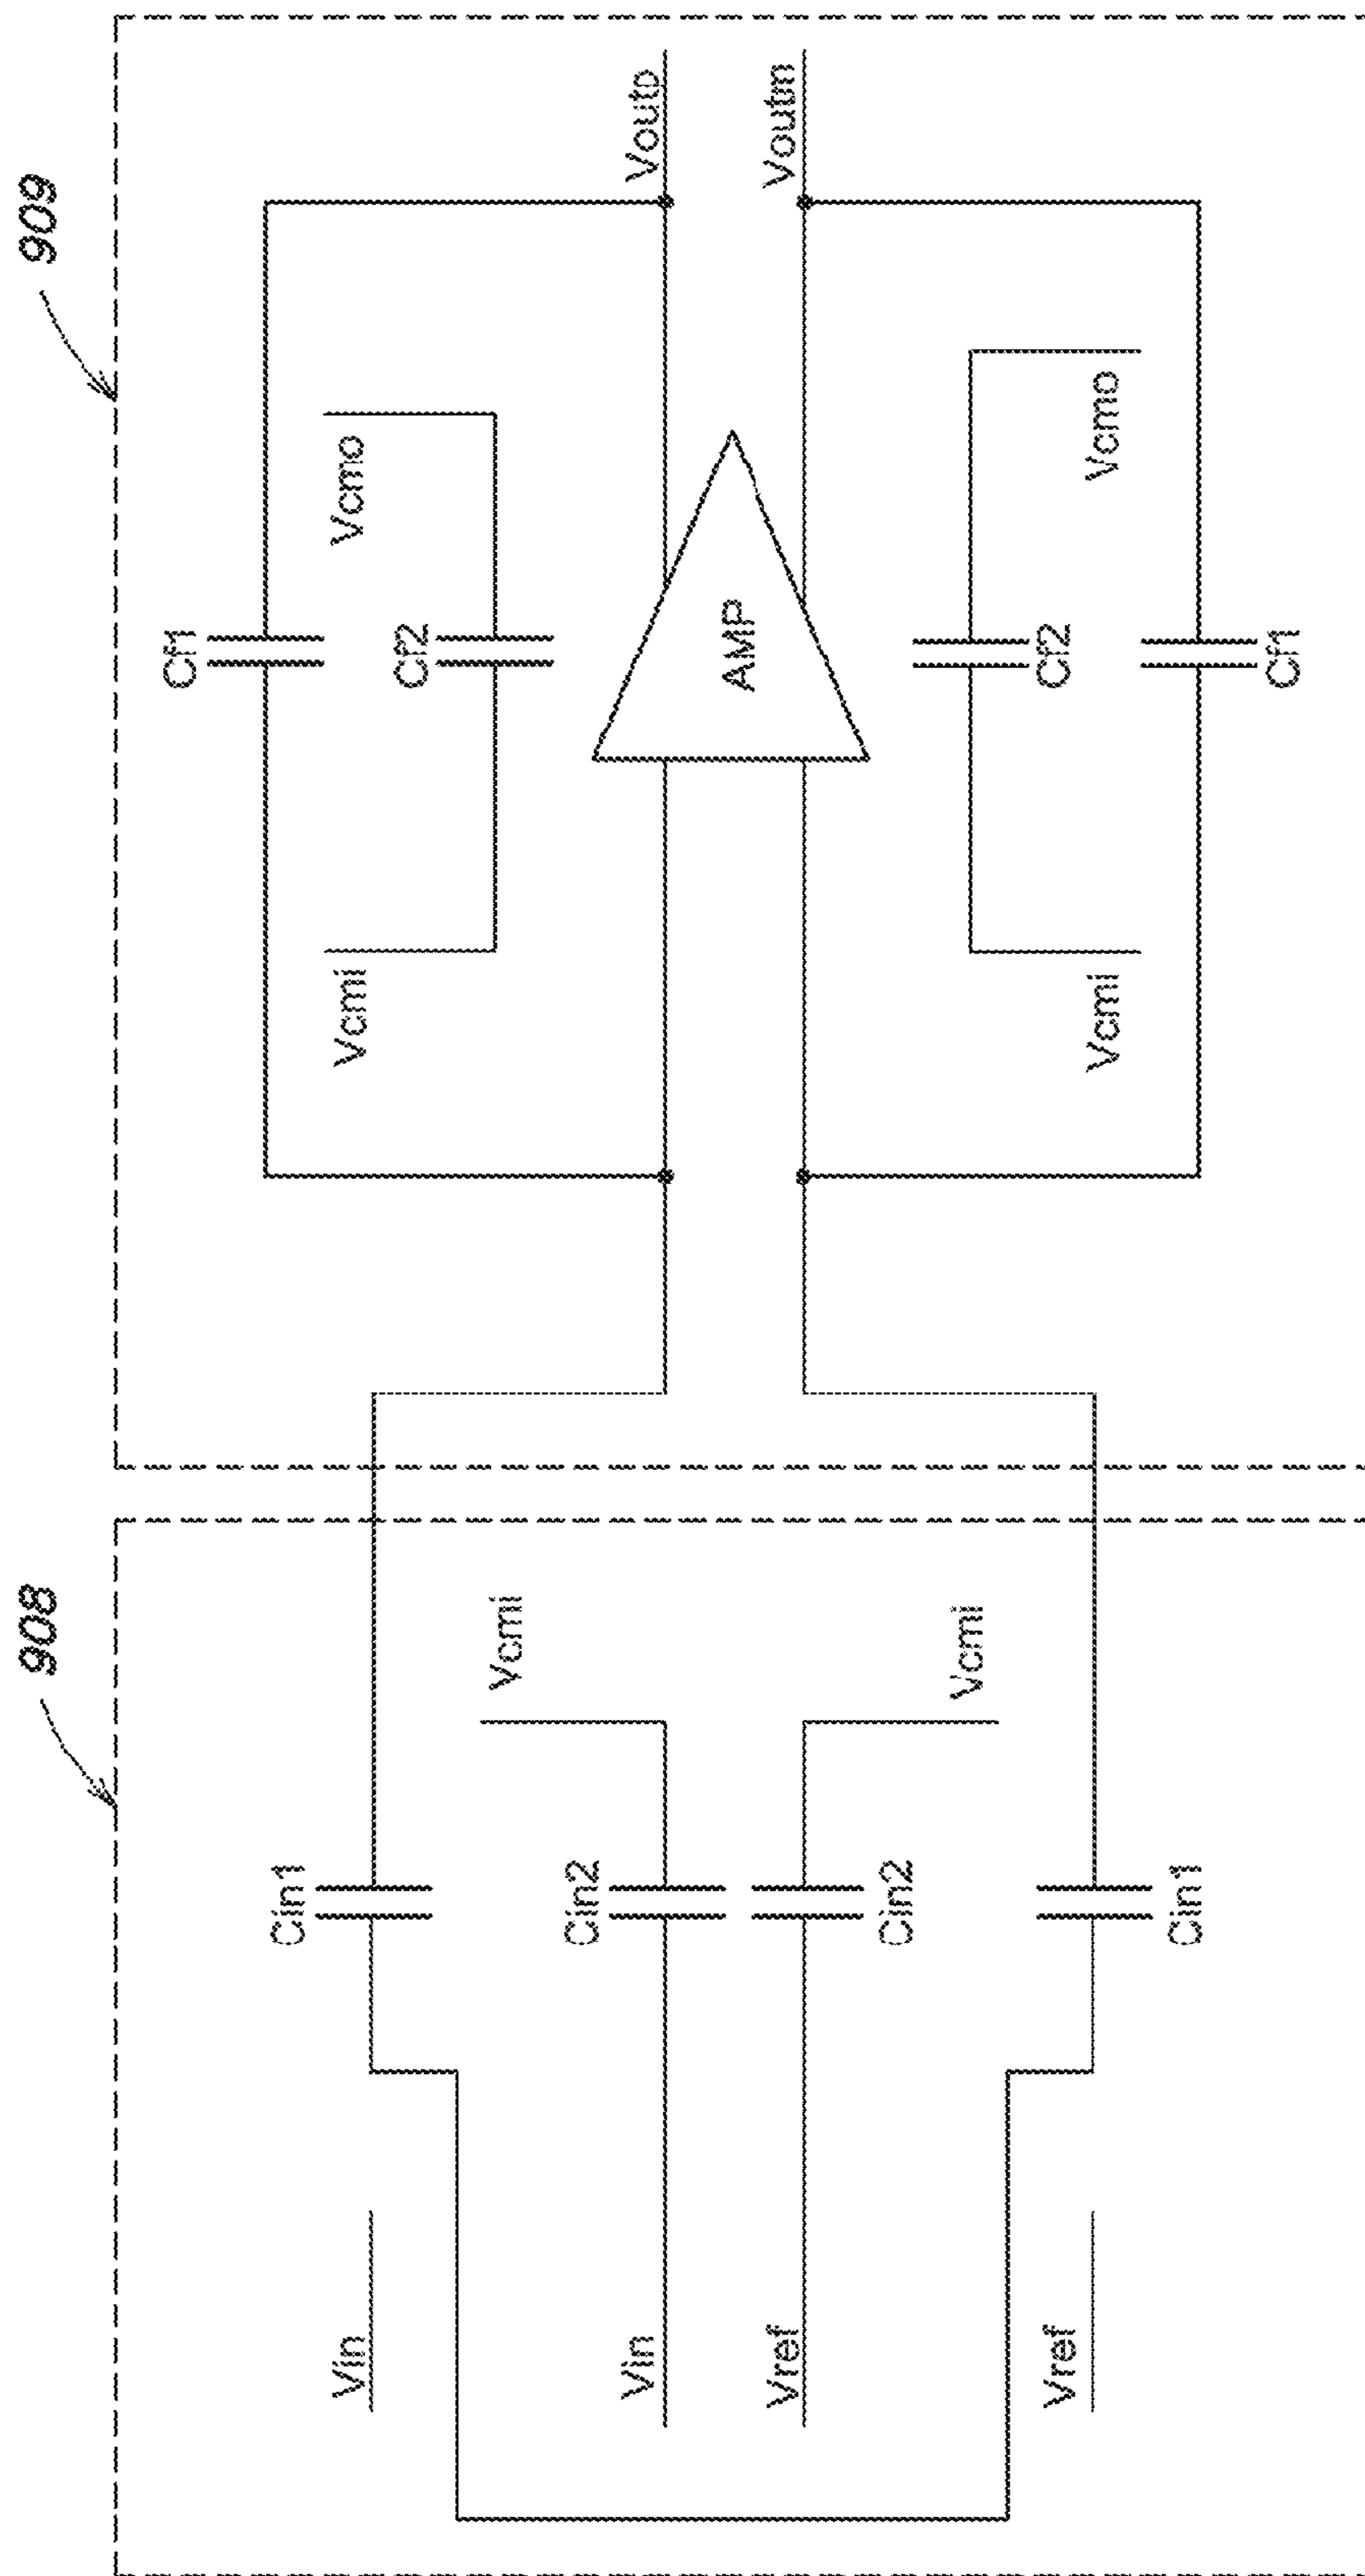 908
909
Vin
Vin
Vref
Vref
Cin1
Cin2
Cin2
Cin1
Vcmi
Vcmi
Cf1
Vcmi
Vcmo
Cf2
AMP
Cf2
Vcmi
Vcmo
Cf1
Voutp
Voutm